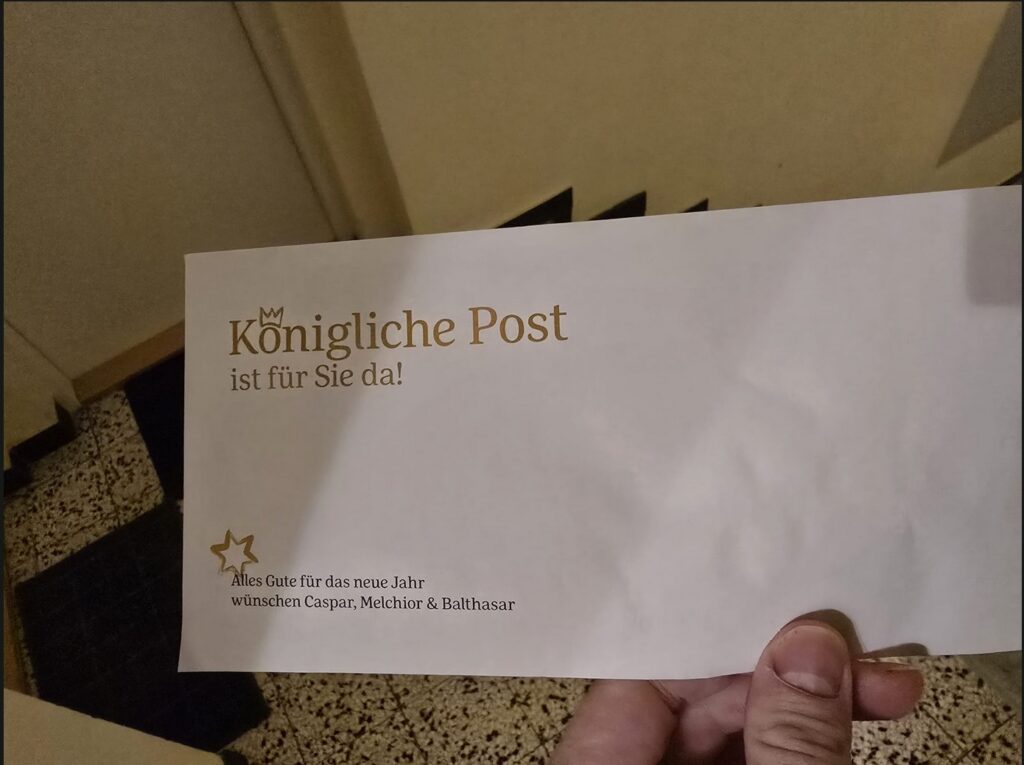 Königliche Post
ist für Sie da!
Alles Gute für das neue Jahr
wünschen Caspar, Melchior & Balthasar